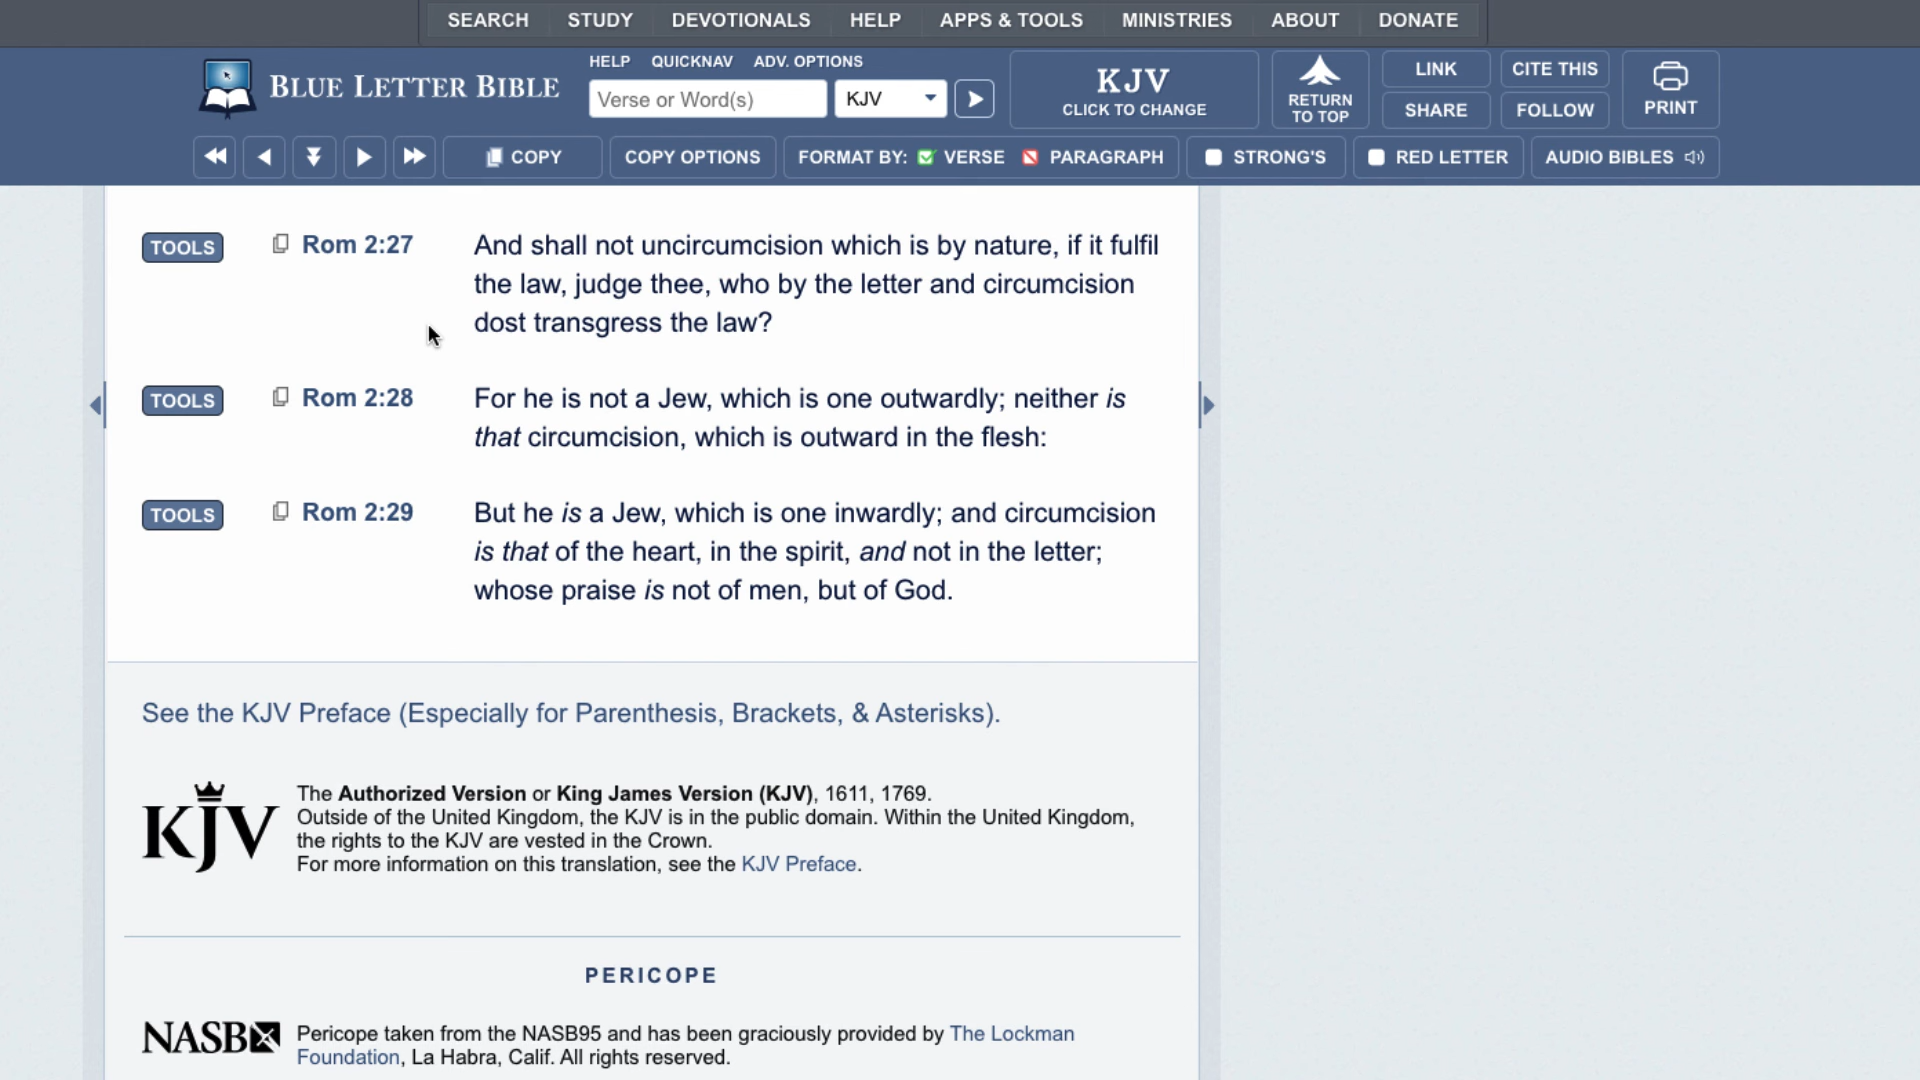 SEARCH STUDY DEVOTIONALS HELP APPS & TOOLS MINISTRIES ABOUT DONATE
BLUE LETTER BIBLE
HELP QUICKNAV ADV. OPTIONS
Verse or Word(s) KJV
KJV
CLICK TO CHANGE
RETURN
TO TOP
LINK CITE THIS
SHARE FOLLOW
PRINT
COPY COPY OPTIONS FORMAT BY: VERSE PARAGRAPH STRONG'S RED LETTER AUDIO BIBLES
TOOLS Rom 2:27 And shall not uncircumcision which is by nature, if it fulfil
the law, judge thee, who by the letter and circumcision
dost transgress the law?
TOOLS Rom 2:28 For he is not a Jew, which is one outwardly; neither is
that circumcision, which is outward in the flesh:
TOOLS Rom 2:29 But he is a Jew, which is one inwardly; and circumcision
is that of the heart, in the spirit, and not in the letter;
whose praise is not of men, but of God.
See the KJV Preface (Especially for Parenthesis, Brackets, & Asterisks).
KJV
The Authorized Version or King James Version (KJV), 1611, 1769.
Outside of the United Kingdom, the KJV is in the public domain. Within the United Kingdom,
the rights to the KJV are vested in the Crown.
For more information on this translation, see the KJV Preface.
PERICOPE
NASB
Pericope taken from the NASB95 and has been graciously provided by The Lockman
Foundation, La Habra, Calif. All rights reserved.